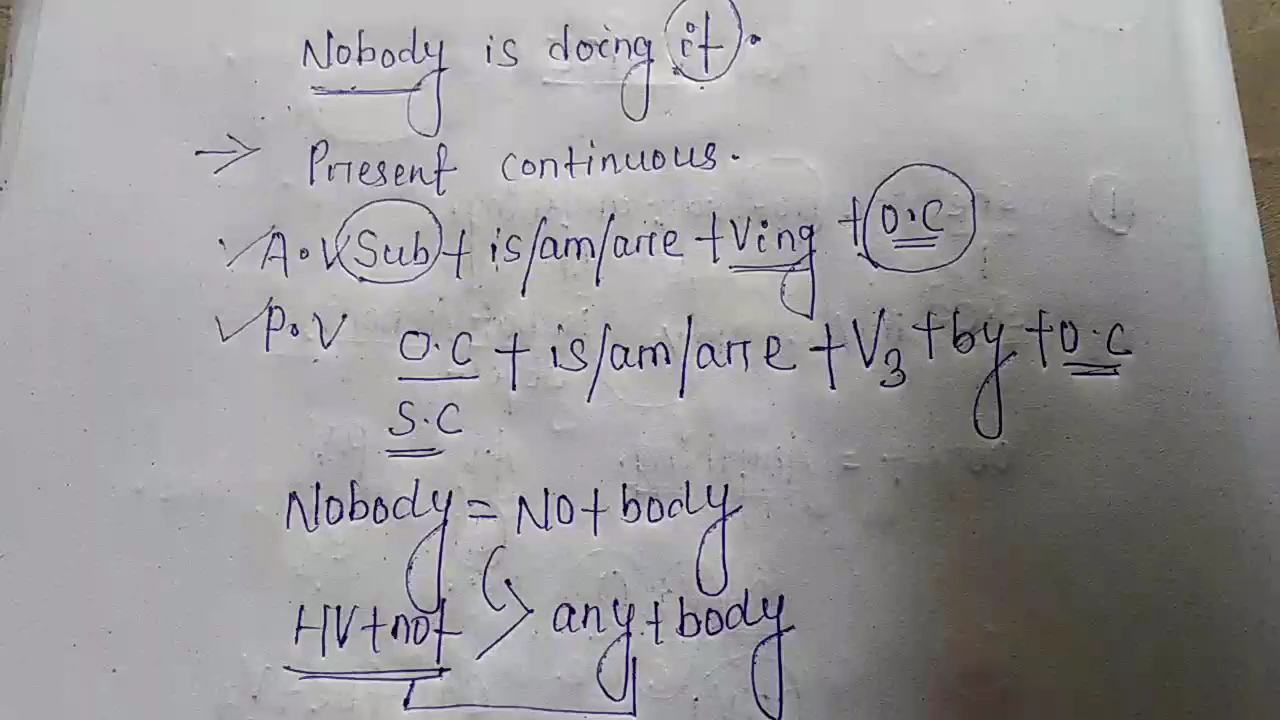 Nobody is doing it.
→ Present continuous.
✓A.V Sub + is/am/are + Ving + O.C
✓P.V O.C + is/am/are + V3 + by + O.C
S.C
Nobody = No + body
HV + not > any + body